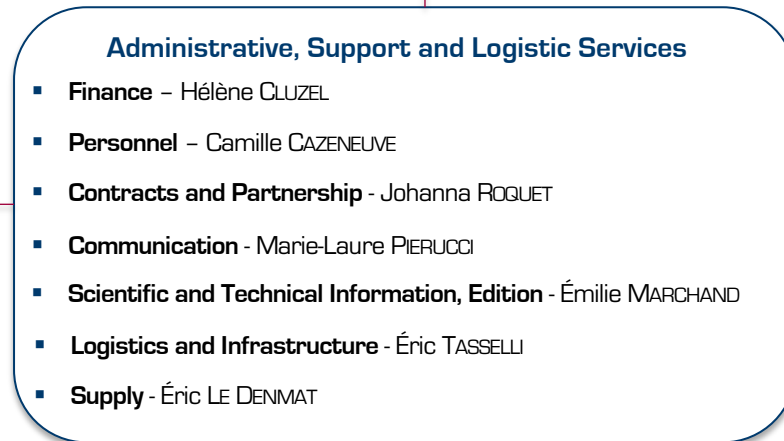 Administrative, Support and Logistic Services
▪ Finance – Hélène CLUZEL
▪ Personnel – Camille CAZENEUVE
▪ Contracts and Partnership - Johanna ROQUET
▪ Communication - Marie-Laure PIERUCCI
▪ Scientific and Technical Information, Edition - Émilie MARCHAND
▪ Logistics and Infrastructure - Éric TASSELLI
▪ Supply - Éric LE DENMAT